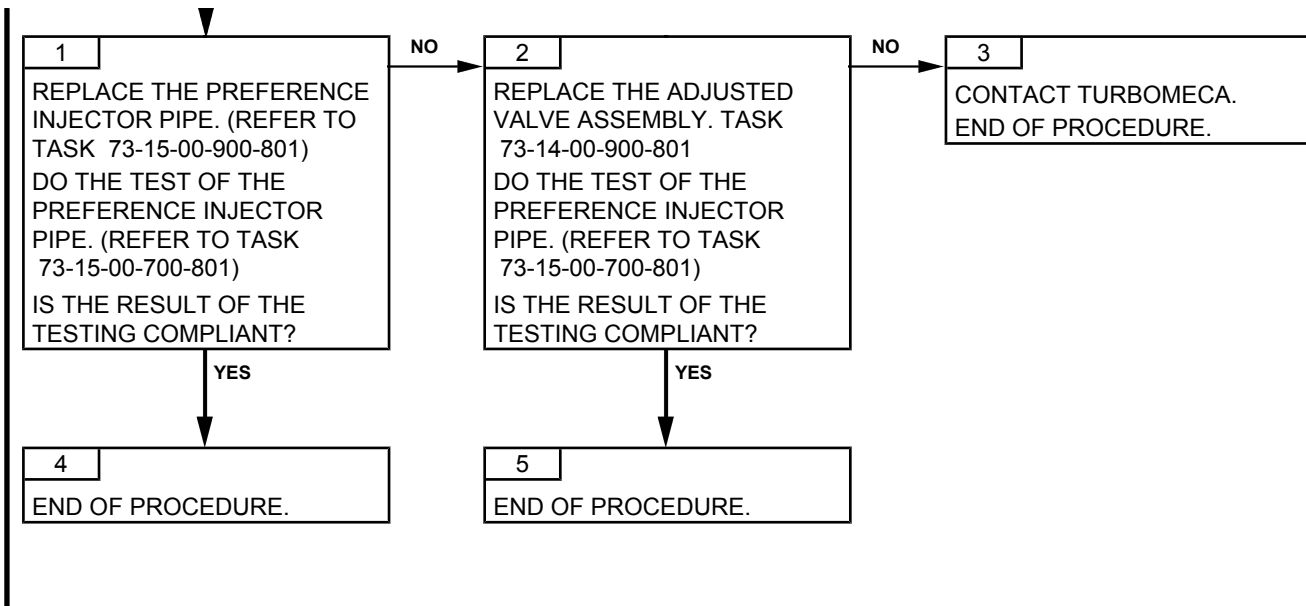 1
REPLACE THE PREFERENCE
INJECTOR PIPE. (REFER TO
TASK 73-15-00-900-801)
DO THE TEST OF THE
PREFERENCE INJECTOR
PIPE. (REFER TO TASK
73-15-00-700-801)
IS THE RESULT OF THE
TESTING COMPLIANT?
NO
2
REPLACE THE ADJUSTED
VALVE ASSEMBLY. TASK
73-14-00-900-801
DO THE TEST OF THE
PREFERENCE INJECTOR
PIPE. (REFER TO TASK
73-15-00-700-801)
IS THE RESULT OF THE
TESTING COMPLIANT?
NO
3
CONTACT TURBOMECA.
END OF PROCEDURE.
YES
YES
4
END OF PROCEDURE.
5
END OF PROCEDURE.